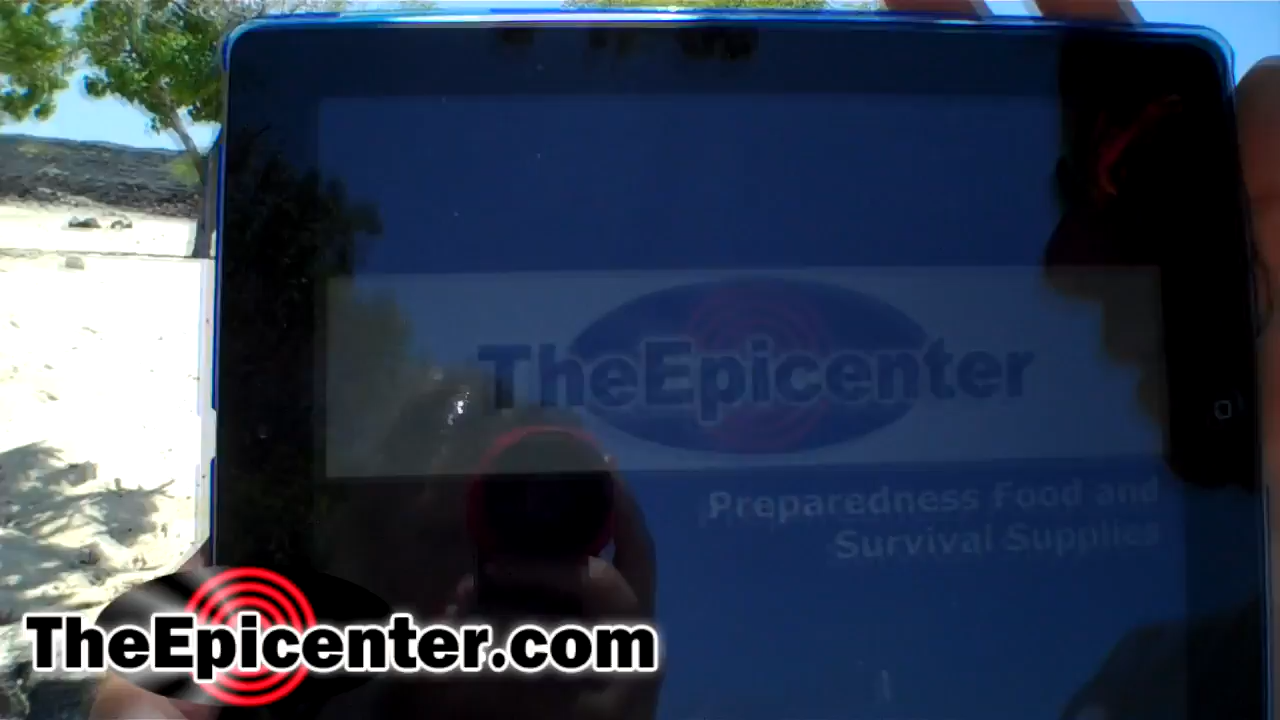 TheEpicenter
Preparedness Food and
Survival Supplies
TheEpicenter.com